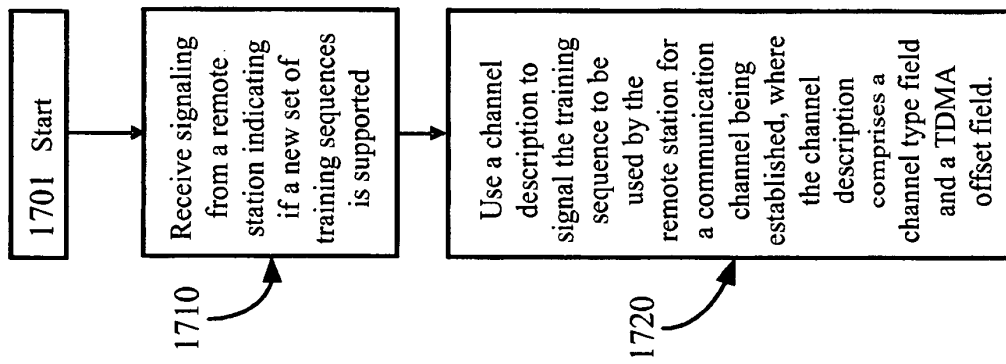 1701 Start
1710
Receive signaling
from a remote
station indicating
if a new set of
training sequences
is supported
1720
Use a channel
description to
signal the training
sequence to be
used by the
remote station for
a communication
channel being
established, where
the channel
description
comprises a
channel type field
and a TDMA
offset field.